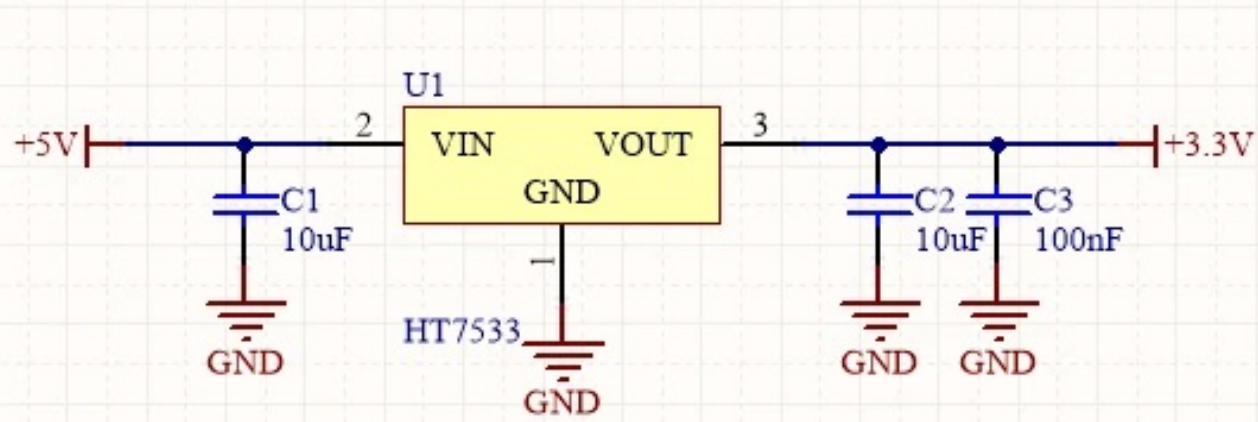 U1
+5V
2
VIN
VOUT
3
+3.3V
GND
C1
10uF
C2
10uF
C3
100nF
1
HT7533
GND
GND
GND
GND